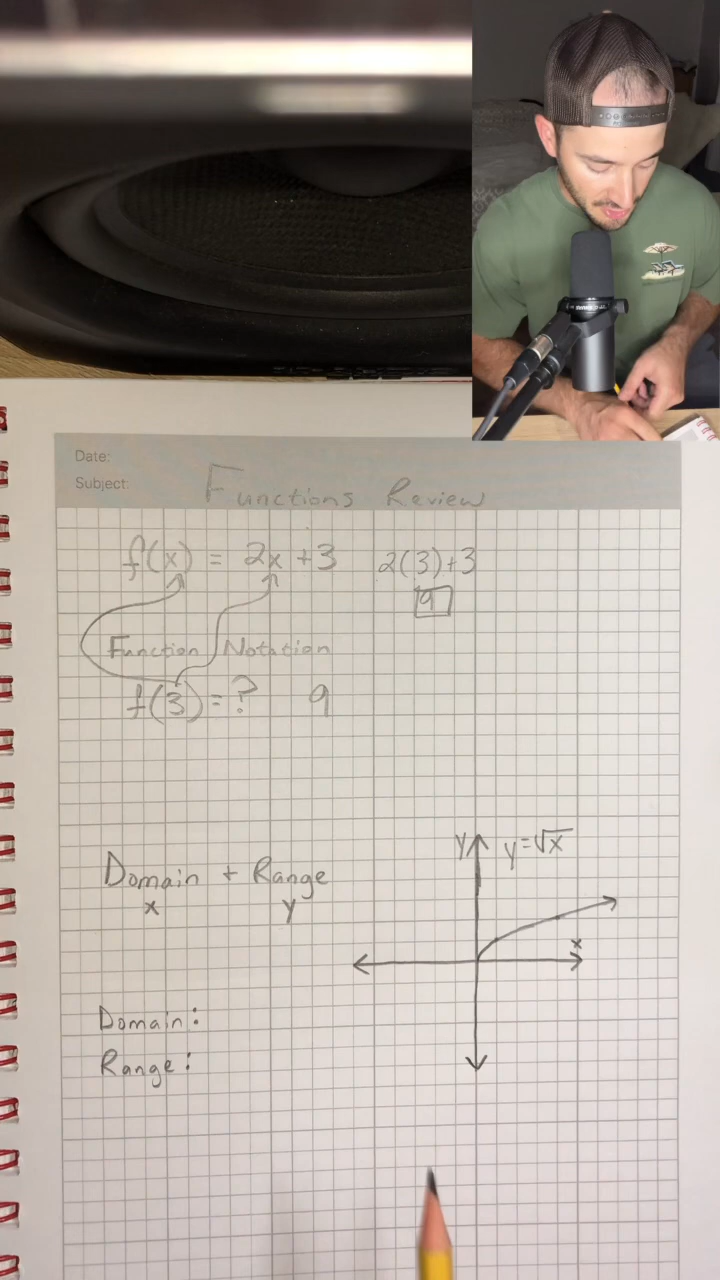 Date:
Subject:
Functions Review
f(x) = 2x + 3
2(3)+3
9
Function Notation
f(3) = ? 9
Domain + Range
x y
y
y=√x
x
Domain:
Range: